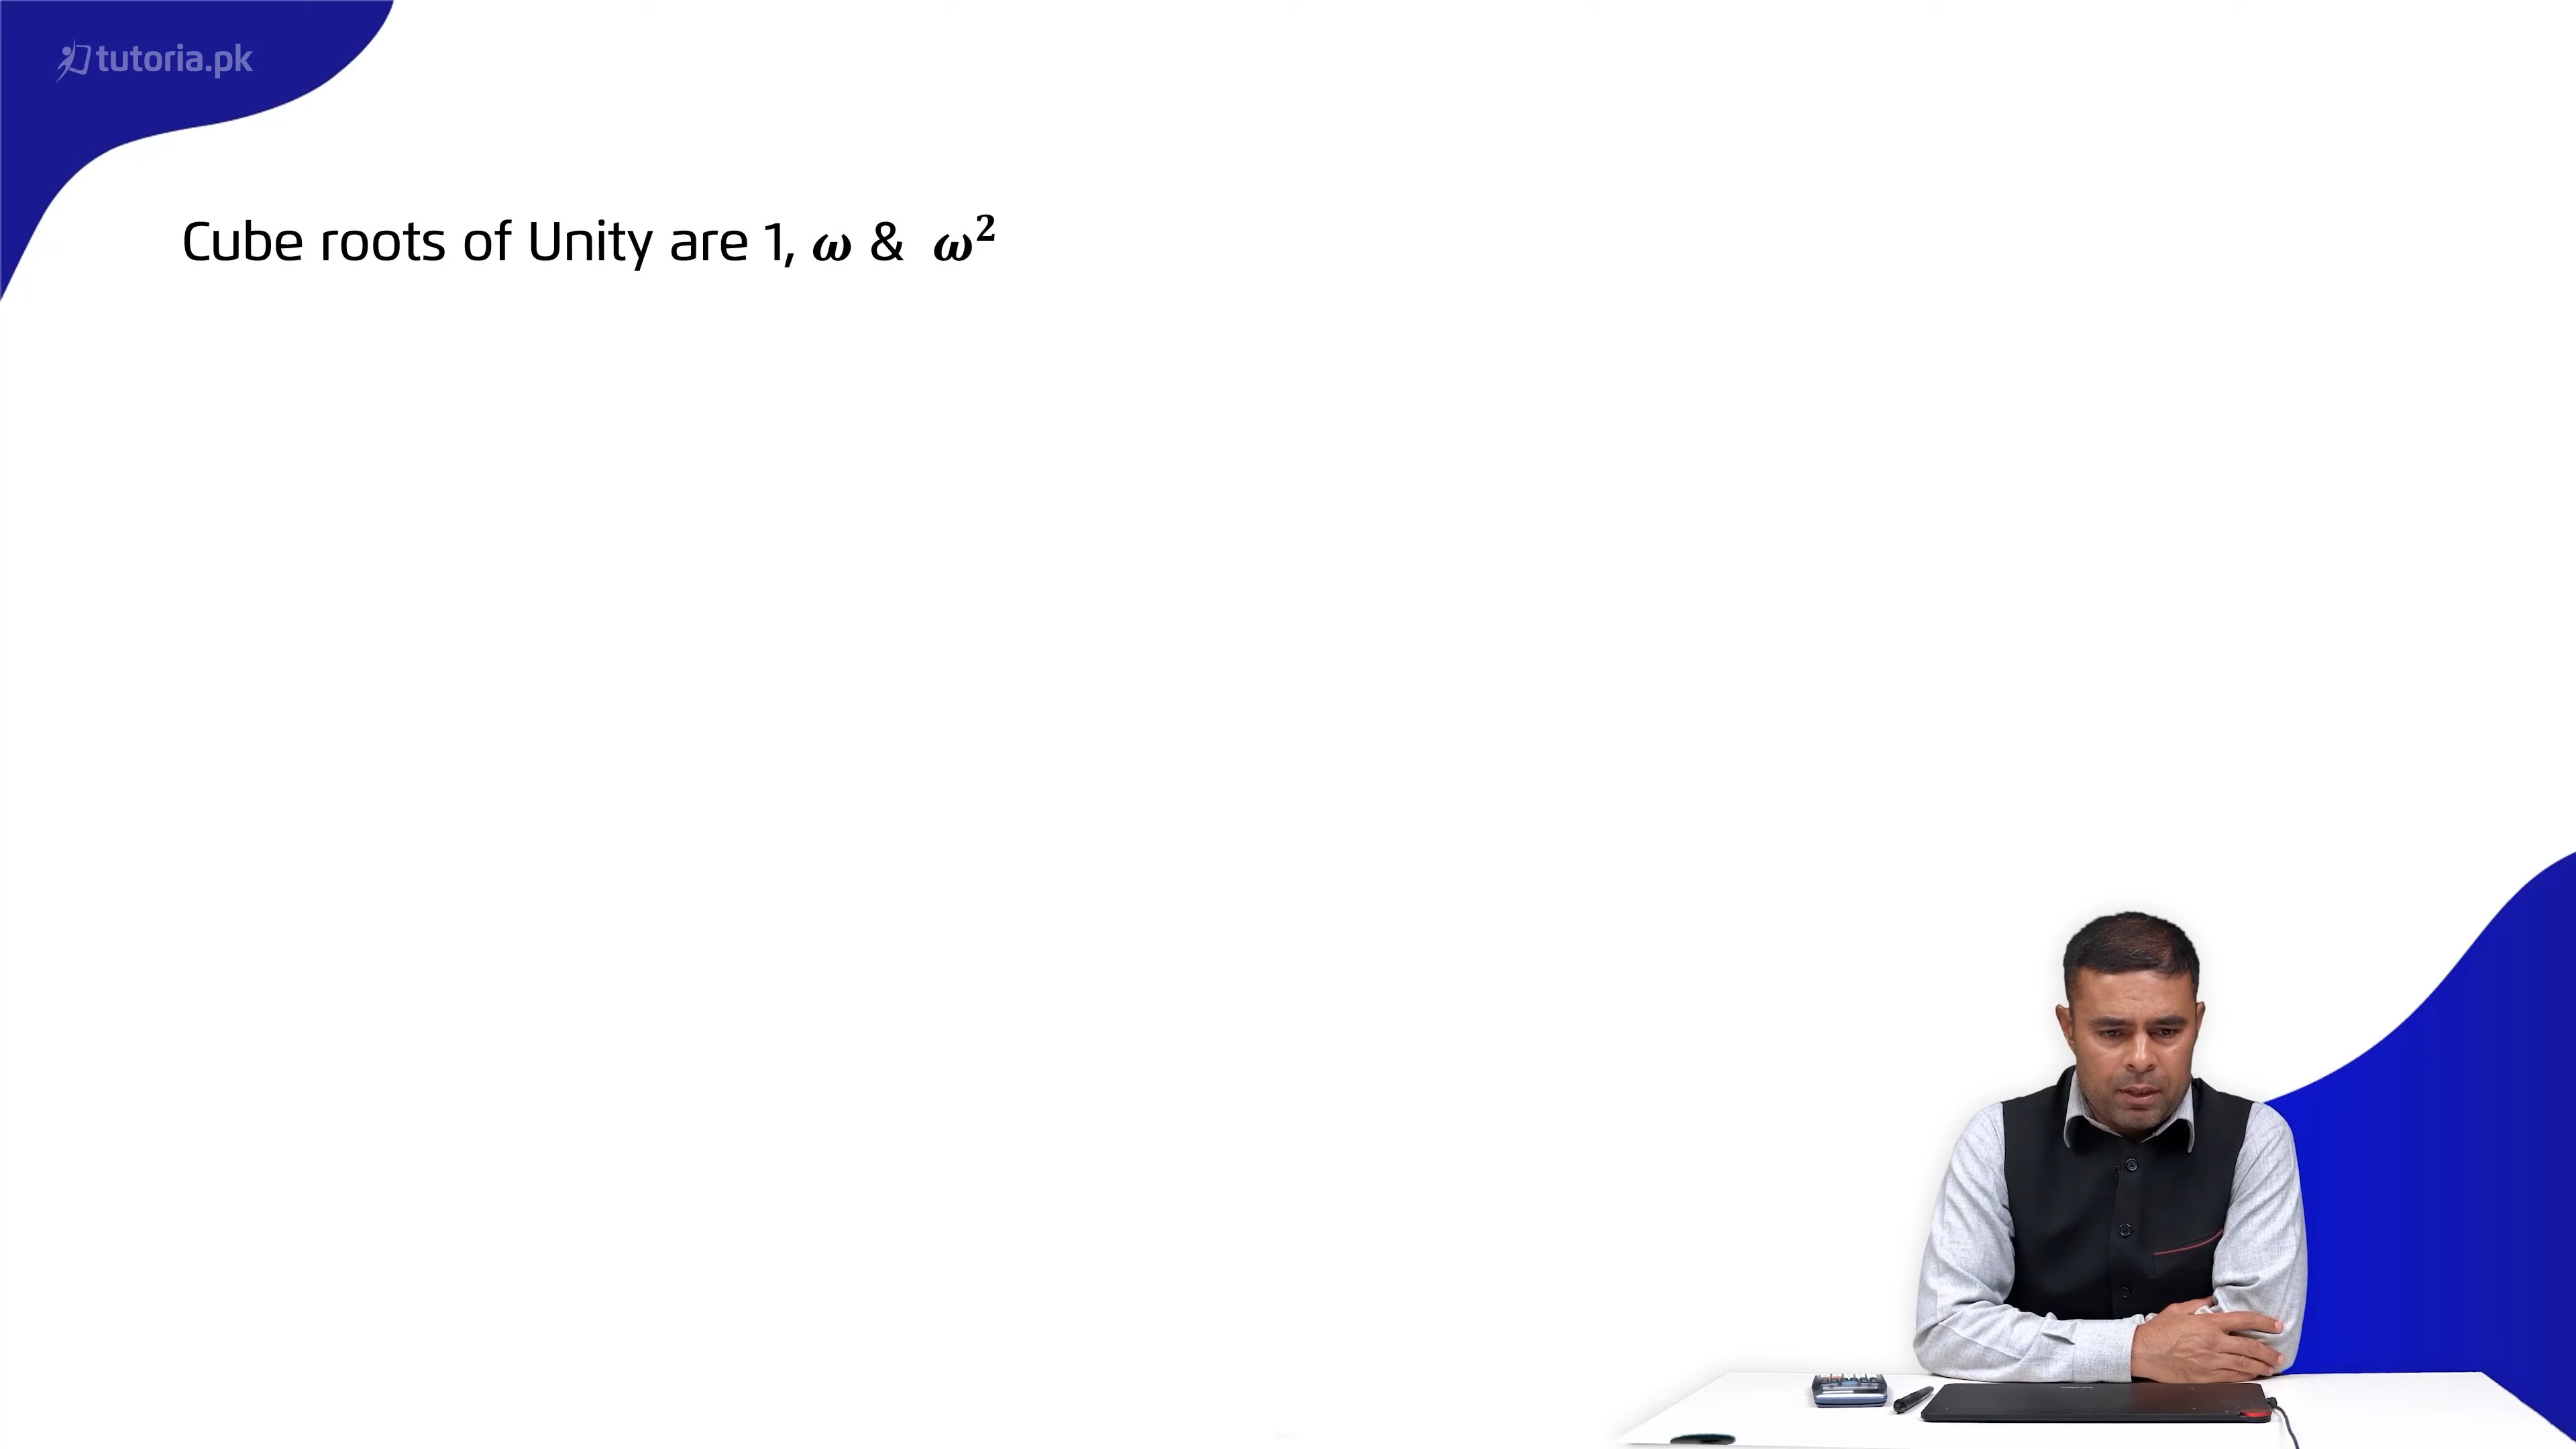 tutoria.pk
Cube roots of Unity are 1, ω & ω²